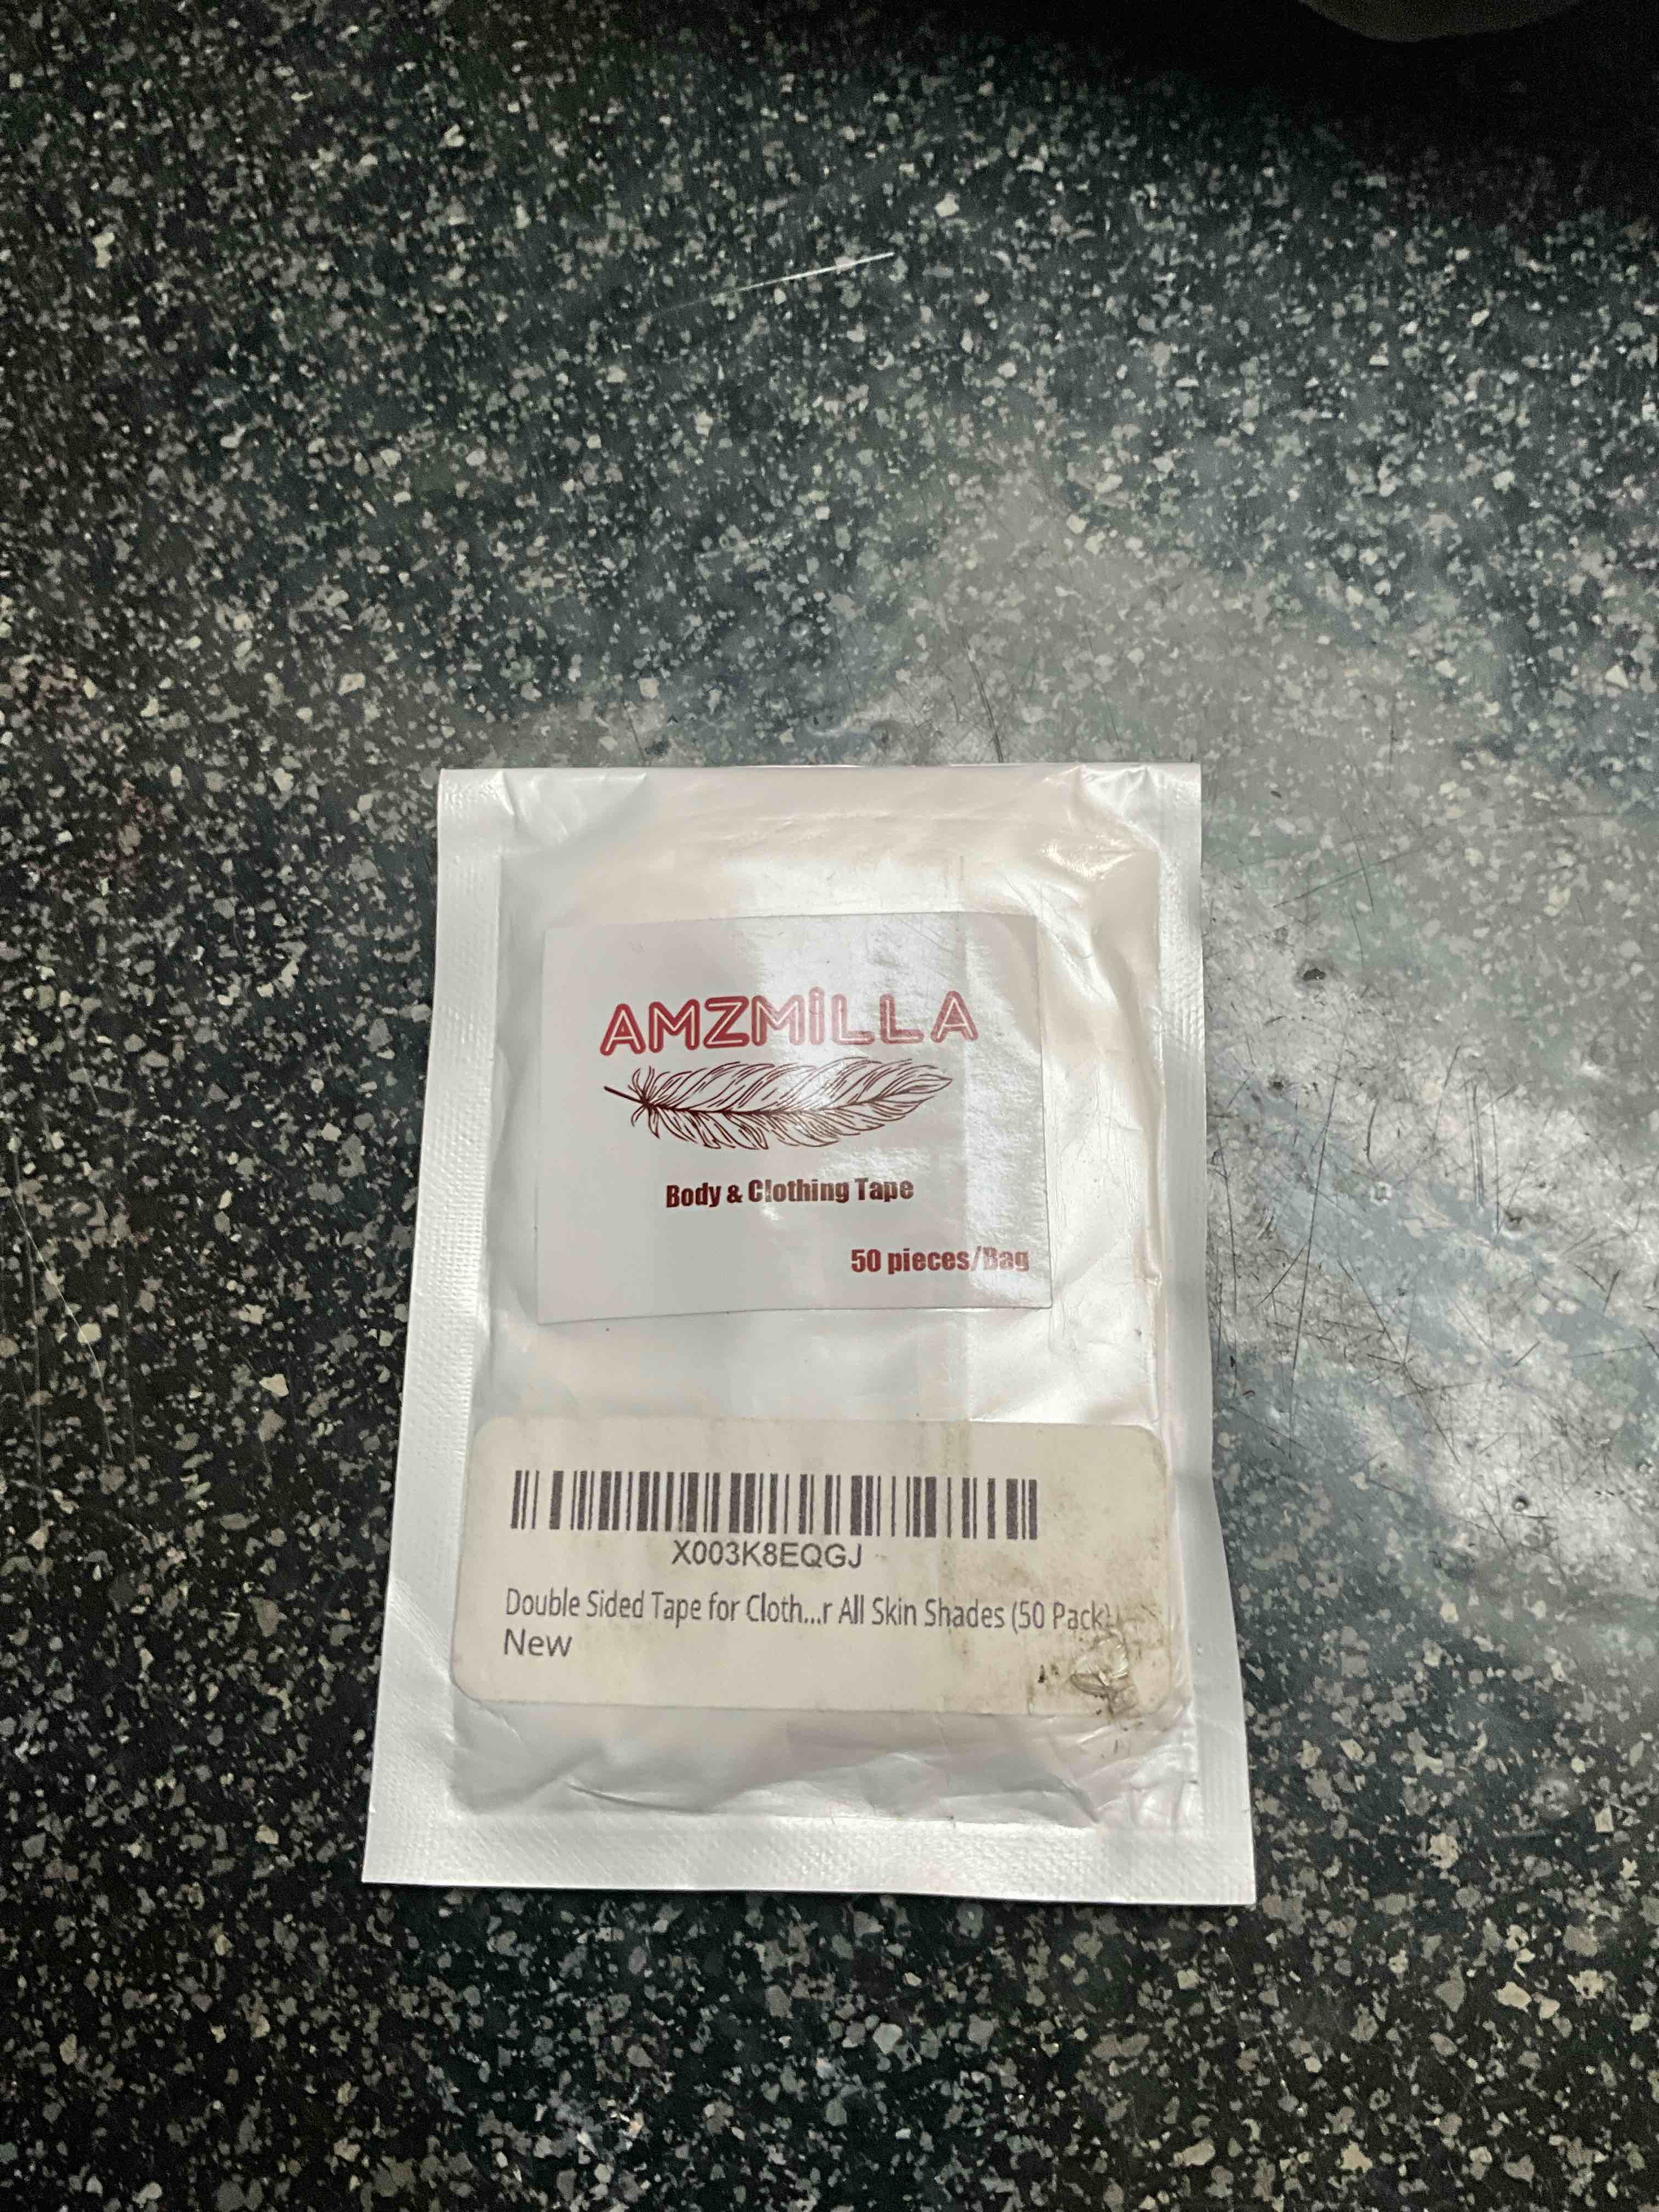 AMZMILLA
Body & Clothing Tape
50 pieces/Bag
X003K8EQGJ
Double Sided Tape for Cloth...r All Skin Shades (50 Pack)
New